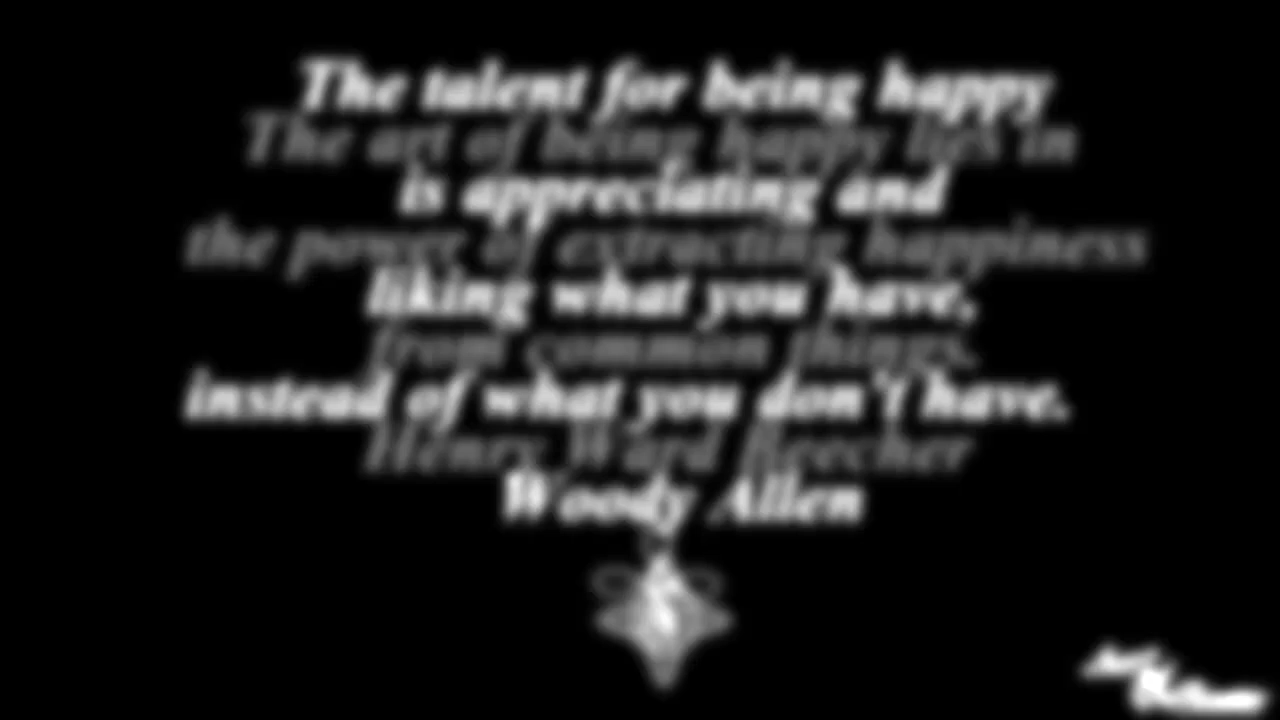 The talent for being happy
The art of being happy lies in
is appreciating and
the power of extracting happiness
liking what you have,
from common things.
instead of what you don't have.
Henry Ward Beecher
Woody Allen